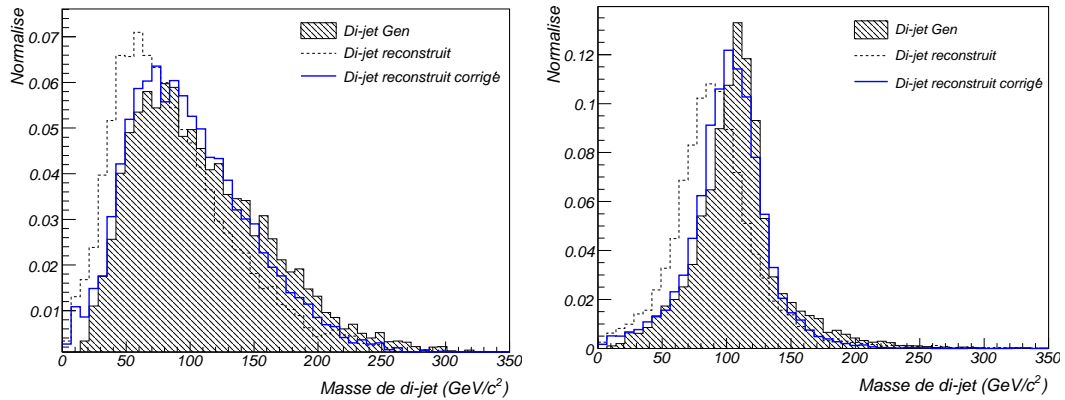 Normalise
0.07
0.06
0.05
0.04
0.03
0.02
0.01
Di-jet Gen
Di-jet reconstruit
Di-jet reconstruit corrigé
0 50 100 150 200 250 300 350
Masse de di-jet (GeV/c²)
Normalise
0.12
0.1
0.08
0.06
0.04
0.02
0
Di-jet Gen
Di-jet reconstruit
Di-jet reconstruit corrigé
0 50 100 150 200 250 300 350
Masse de di-jet (GeV/c²)